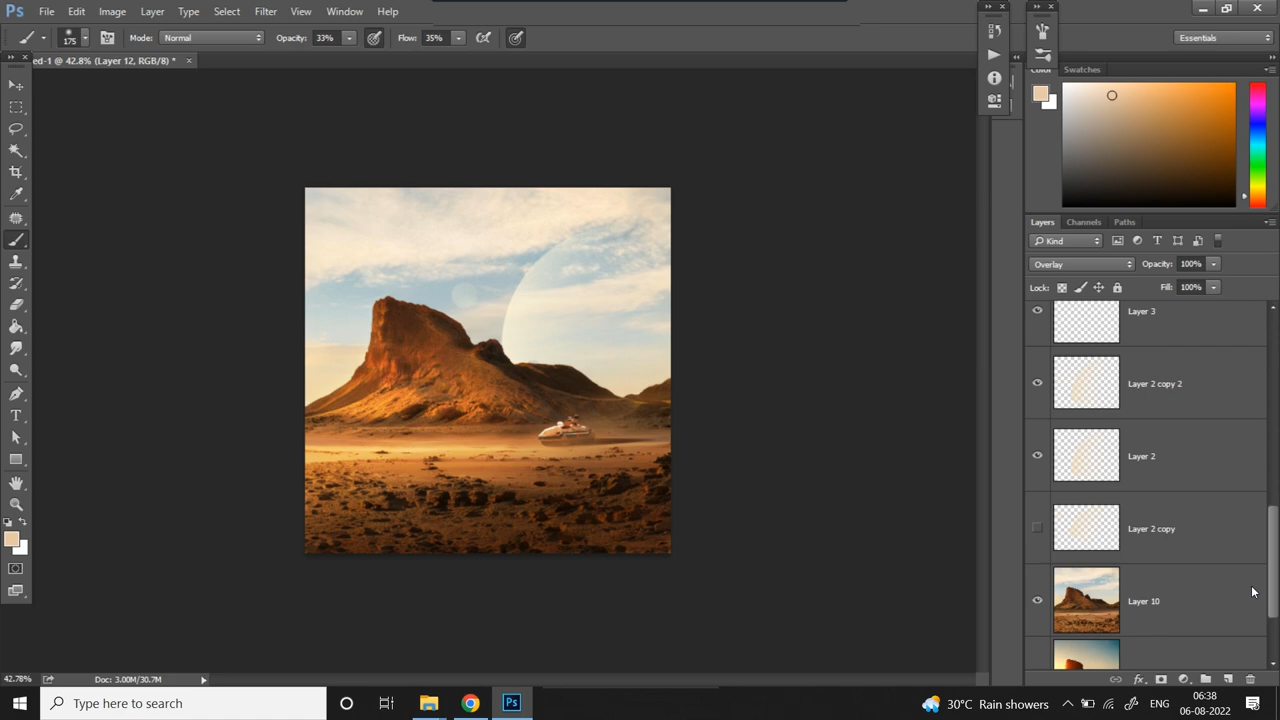 Ps File Edit Image Layer Type Select Filter 3D View Window Help
175 Mode: Normal Opacity: 33% Flow: 35% Essentials
ed-1 @ 42.8% (Layer 12, RGB/8) *
Color Swatches
Layers Channels Paths
Kind
Overlay Opacity: 100%
Lock: Fill: 100%
Layer 3
Layer 2 copy 2
Layer 2
Layer 2 copy
Layer 10
42.78% Doc: 3.00M/30.7M
fx
Type here to search
Ps
30°C Rain showers
ENG
06:38
06-08-2022